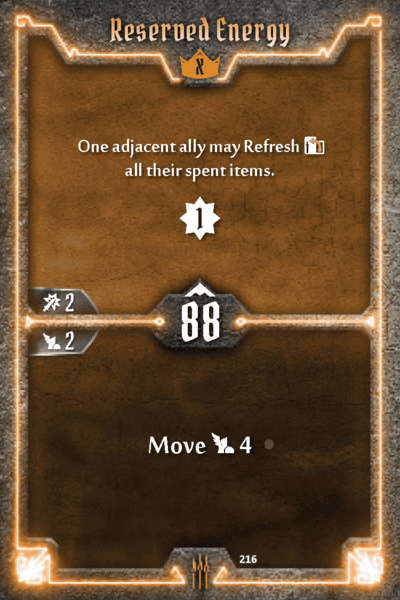 Reserved Energy
X
One adjacent ally may Refresh
all their spent items.
1
2
88
2
Move 4
216